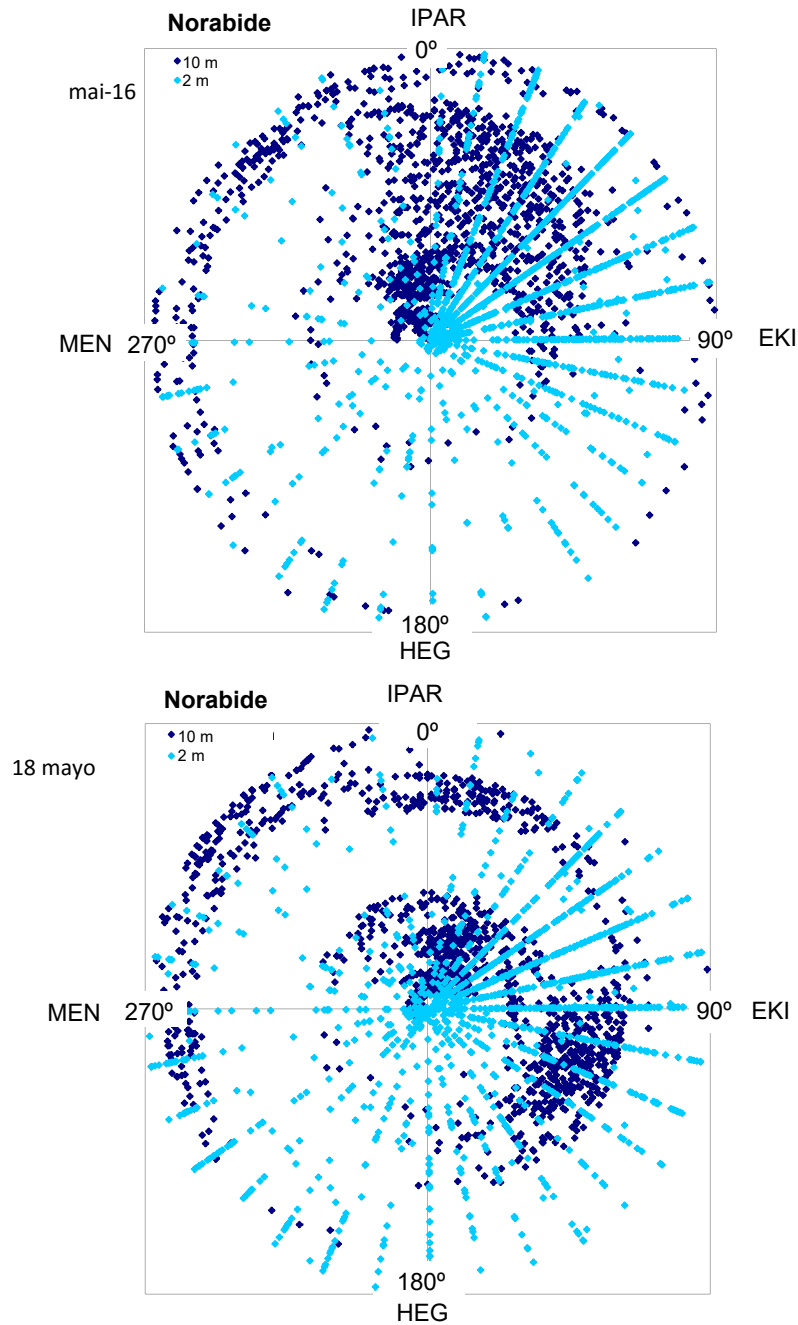 Norabide
IPAR
10 m
2 m
0º
mai-16
MEN
270º
90º
EKI
180º
HEG
Norabide
IPAR
10 m
2 m
0º
18 mayo
MEN
270º
90º
EKI
180º
HEG